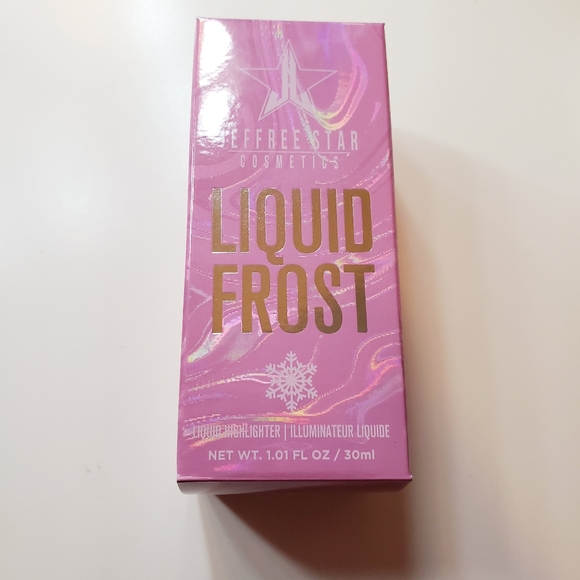 JEFFREE STAR
COSMETICS
LIQUID
FROST
LIQUID HIGHLIGHTER | ILLUMINATEUR LIQUIDE
NET WT. 1.01 FL OZ / 30ml